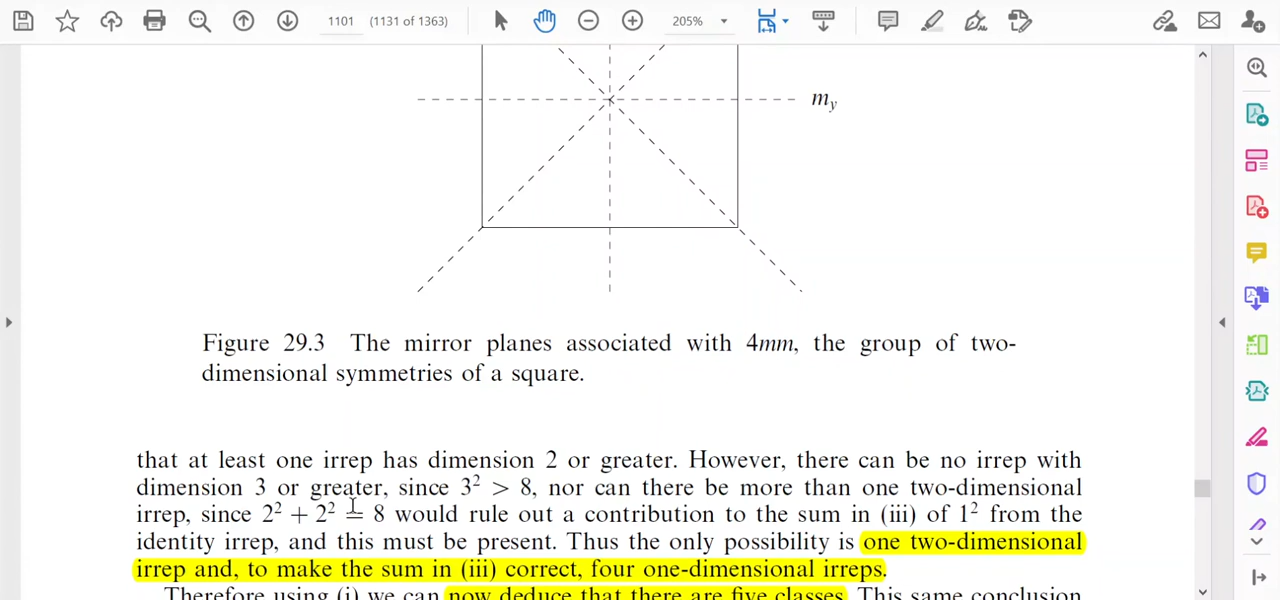 1101 (1131 of 1363) 205%
m_y
Figure 29.3 The mirror planes associated with 4mm, the group of two-
dimensional symmetries of a square.
that at least one irrep has dimension 2 or greater. However, there can be no irrep with
dimension 3 or greater, since 3² > 8, nor can there be more than one two-dimensional
irrep, since 2² + 2² = 8 would rule out a contribution to the sum in (iii) of 1² from the
identity irrep, and this must be present. Thus the only possibility is one two-dimensional
irrep and, to make the sum in (iii) correct, four one-dimensional irreps.
Therefore using (i) we can now deduce that there are five classes. This same conclusion